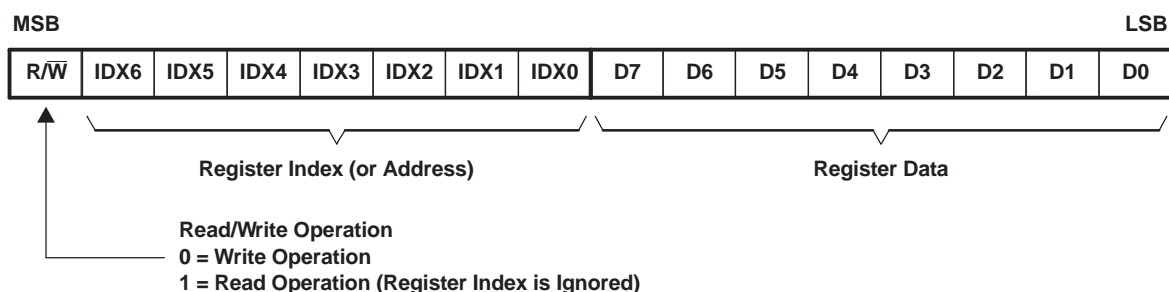 MSB LSB
R/W̅ IDX6 IDX5 IDX4 IDX3 IDX2 IDX1 IDX0 D7 D6 D5 D4 D3 D2 D1 D0
Register Index (or Address) Register Data
Read/Write Operation
0 = Write Operation
1 = Read Operation (Register Index is Ignored)